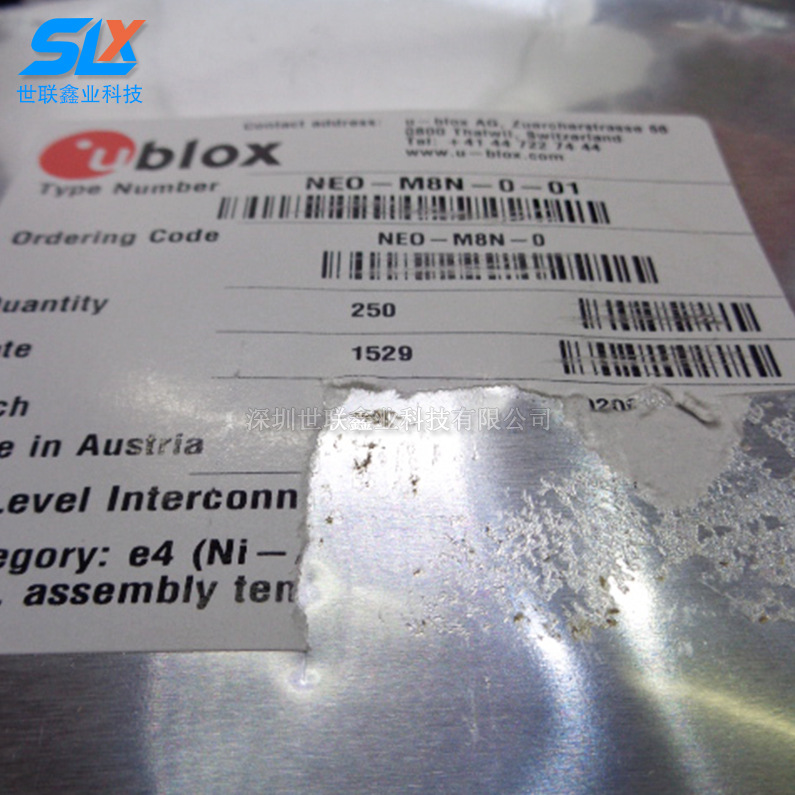 SLX
世联鑫业科技
Contact address: u-blox AG, Zuercherstrasse 68
8800 Thalwil, Switzerland
Tel: +41 44 722 74 44
www.u-blox.com
ublox
Type Number NEO-M8N-0-01
Ordering Code NEO-M8N-0
uantity 250
te 1529
ch
深圳世联鑫业科技有限公司
e in Austria
Level Interconn
egory: e4 (Ni-
. assembly tem